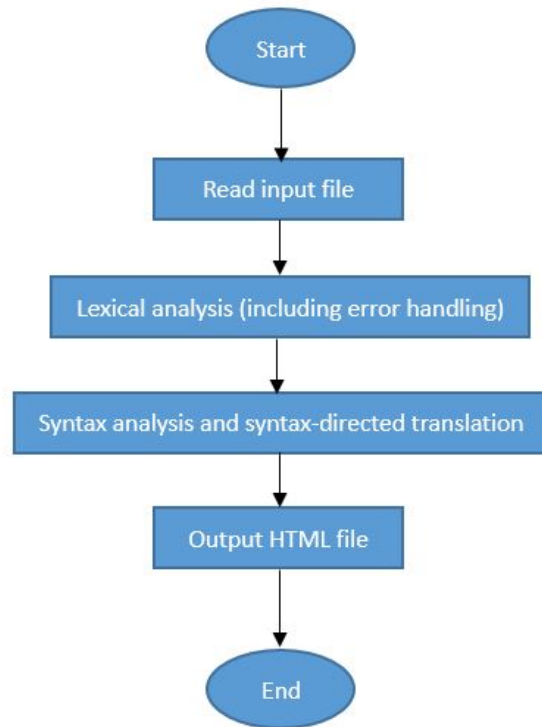 Start
Read input file
Lexical analysis (including error handling)
Syntax analysis and syntax-directed translation
Output HTML file
End